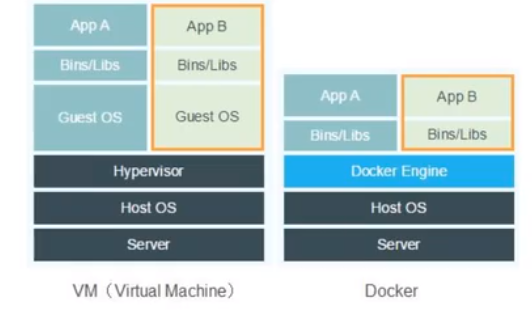 App A
App B
Bins/Libs
Bins/Libs
Guest OS
Guest OS
Hypervisor
Host OS
Server
VM（Virtual Machine）
App A
App B
Bins/Libs
Bins/Libs
Docker Engine
Host OS
Server
Docker